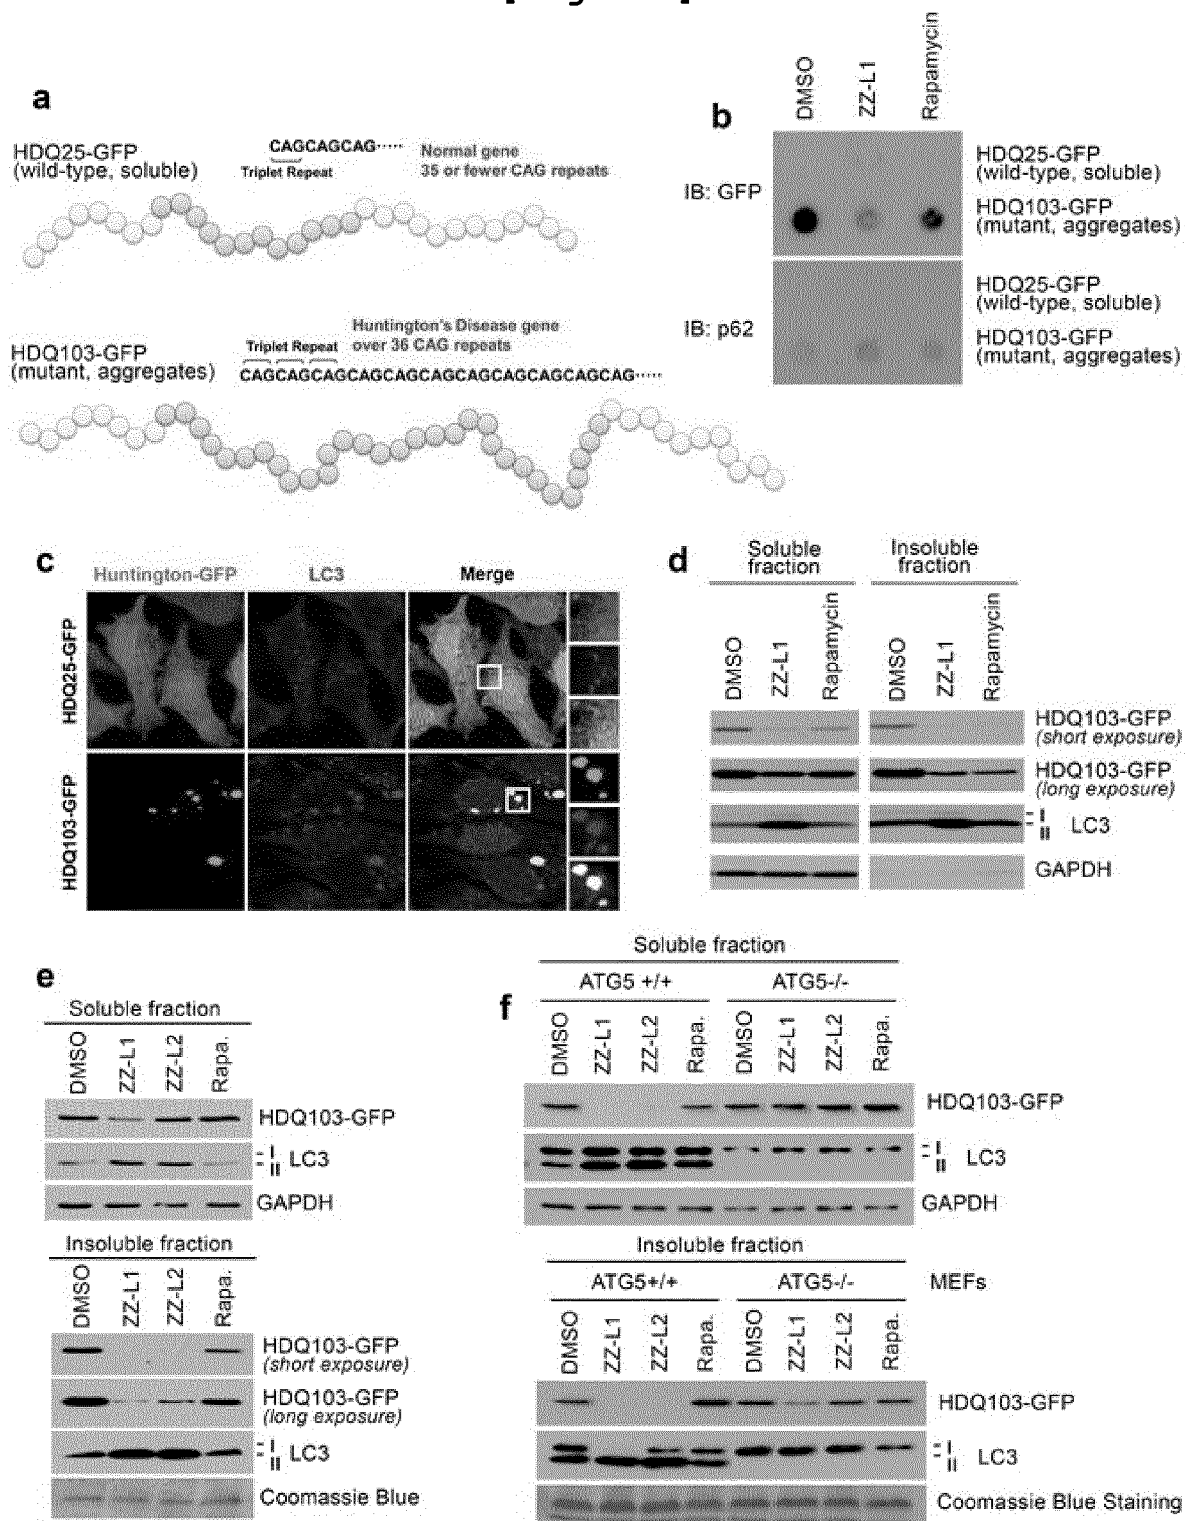 a
HDQ25-GFP
(wild-type, soluble)
CAGCAGCAG·····
Triplet Repeat
Normal gene
35 or fewer CAG repeats
HDQ103-GFP
(mutant, aggregates)
Huntington's Disease gene
over 36 CAG repeats
Triplet Repeat
CAGCAGCAGCAGCAGCAGCAGCAGCAGCAGCAG·····
b
DMSO
ZZ-L1
Rapamycin
IB: GFP
HDQ25-GFP
(wild-type, soluble)
HDQ103-GFP
(mutant, aggregates)
IB: p62
HDQ25-GFP
(wild-type, soluble)
HDQ103-GFP
(mutant, aggregates)
c
Huntington-GFP
LC3
Merge
HDQ25-GFP
HDQ103-GFP
d
Soluble
fraction
Insoluble
fraction
DMSO
ZZ-L1
Rapamycin
DMSO
ZZ-L1
Rapamycin
HDQ103-GFP
(short exposure)
HDQ103-GFP
(long exposure)
I
II
LC3
GAPDH
e
Soluble fraction
DMSO
ZZ-L1
ZZ-L2
Rapa.
HDQ103-GFP
I
II
LC3
GAPDH
Insoluble fraction
DMSO
ZZ-L1
ZZ-L2
Rapa.
HDQ103-GFP
(short exposure)
HDQ103-GFP
(long exposure)
I
II
LC3
Coomassie Blue
f
Soluble fraction
ATG5 +/+
ATG5-/-
DMSO
ZZ-L1
ZZ-L2
Rapa.
DMSO
ZZ-L1
ZZ-L2
Rapa.
HDQ103-GFP
I
II
LC3
GAPDH
Insoluble fraction
ATG5+/+
ATG5-/-
MEFs
DMSO
ZZ-L1
ZZ-L2
Rapa.
DMSO
ZZ-L1
ZZ-L2
Rapa.
HDQ103-GFP
I
II
LC3
Coomassie Blue Staining